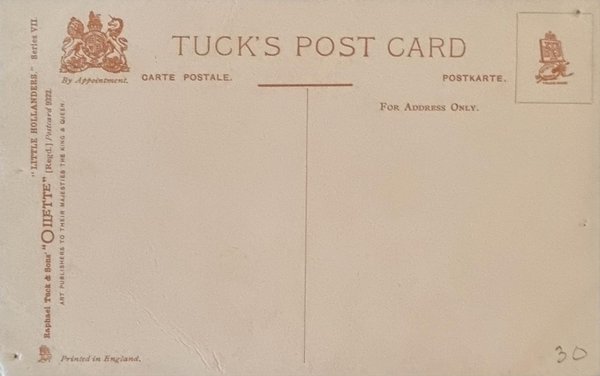 TUCK'S POST CARD
By Appointment.
CARTE POSTALE.
POSTKARTE.
FOR ADDRESS ONLY.
"LITTLE HOLLANDERS." Series VII.
Raphael Tuck & Sons' "OILETTE" [Regd.] Postcard 9322.
ART PUBLISHERS TO THEIR MAJESTIES THE KING & QUEEN.
Printed in England.
30